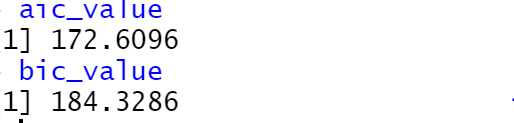 aic_value
[1] 172.6096
bic_value
[1] 184.3286